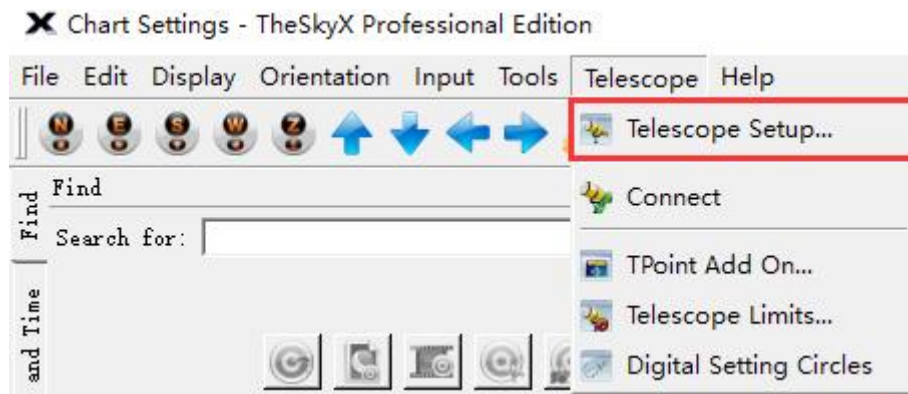 X Chart Settings - TheSkyX Professional Edition
File Edit Display Orientation Input Tools Telescope Help
N E S W Z
Telescope Setup...
Find
Find
Connect
Search for:
TPoint Add On...
Telescope Limits...
and Time
Digital Setting Circles